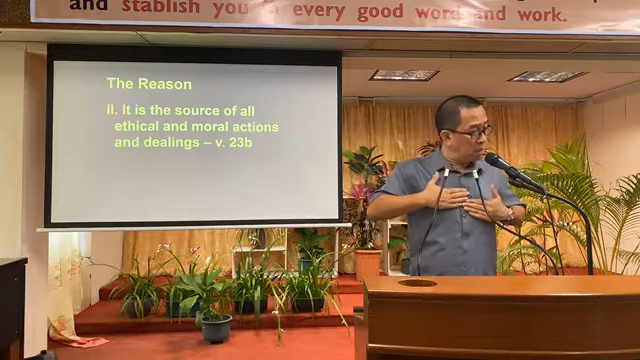 and stablish you in every good word and work.
The Reason
II. It is the source of all
ethical and moral actions
and dealings – v. 23b